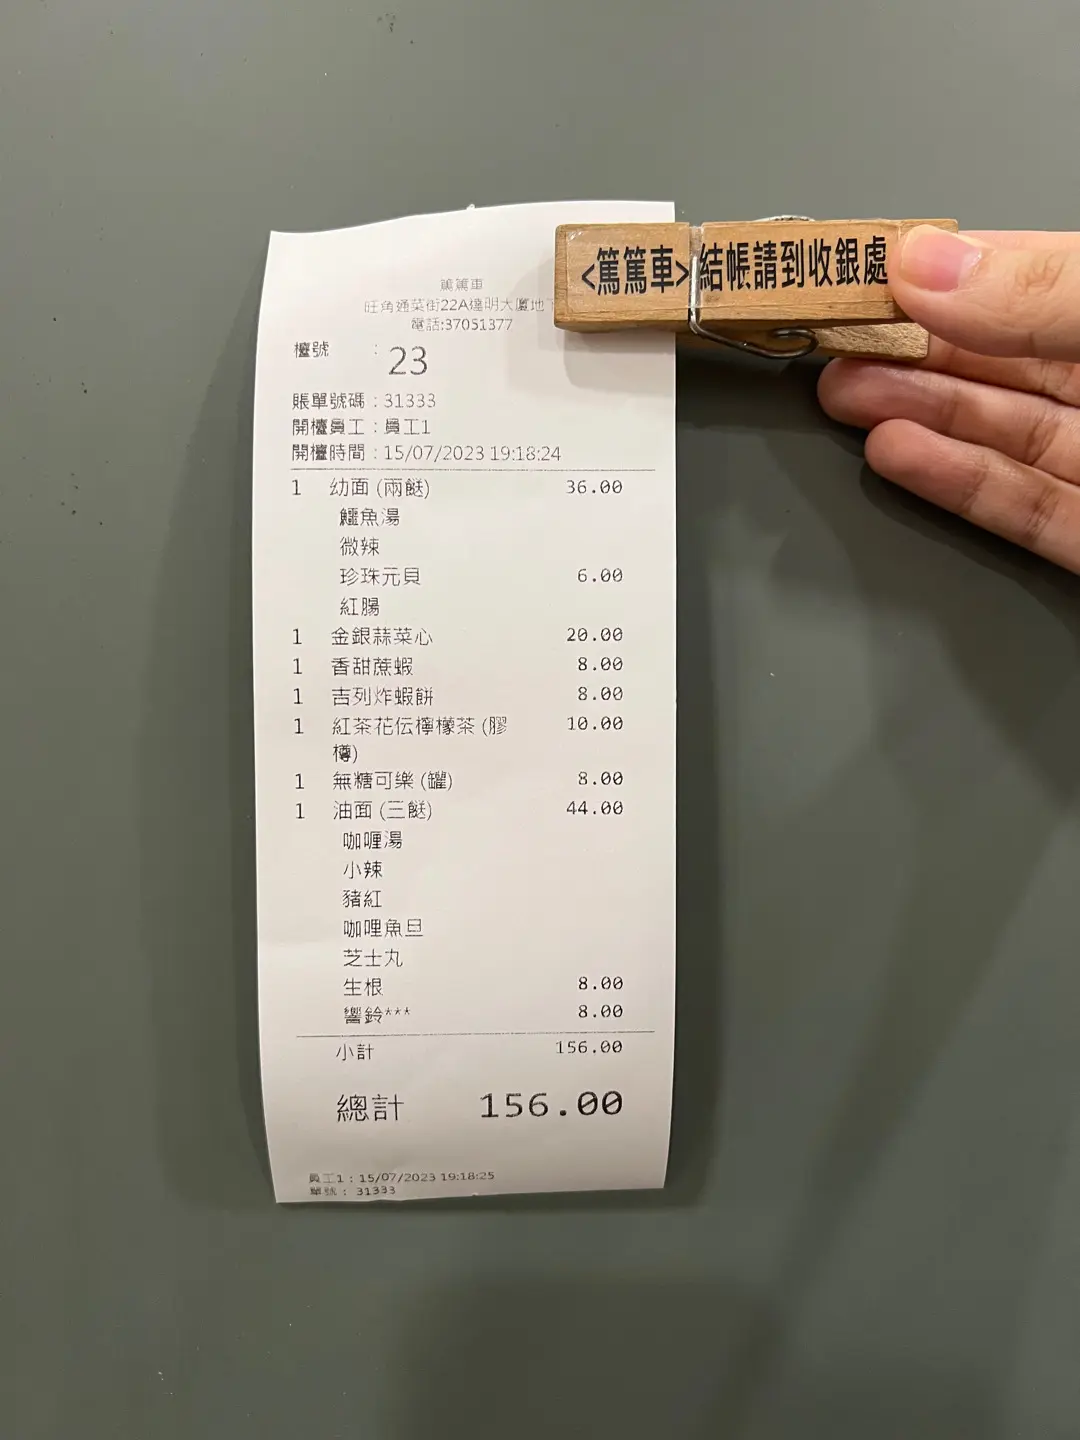 篤篤車
旺角通菜街22A達明大廈地下
電話:37051377
<篤篤車>結帳請到收銀處
檯號 : 23
賬單號碼 : 31333
開檯員工 : 員工1
開檯時間 : 15/07/2023 19:18:24
1 幼面 (兩餸) 36.00
鱷魚湯
微辣
珍珠元貝 6.00
紅腸
1 金銀蒜菜心 20.00
1 香甜蔗蝦 8.00
1 吉列炸蝦餅 8.00
1 紅茶花伝檸檬茶 (膠 10.00
樽)
1 無糖可樂 (罐) 8.00
1 油面 (三餸) 44.00
咖喱湯
小辣
豬紅
咖哩魚旦
芝士丸
生根 8.00
響鈴*** 8.00
小計 156.00
總計 156.00
員工1 : 15/07/2023 19:18:25
單號 : 31333